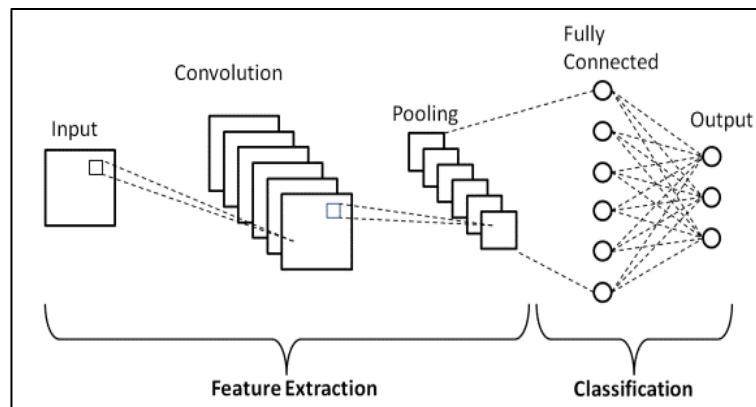 Fully
Connected
Convolution
Pooling
Input
Output
Feature Extraction
Classification